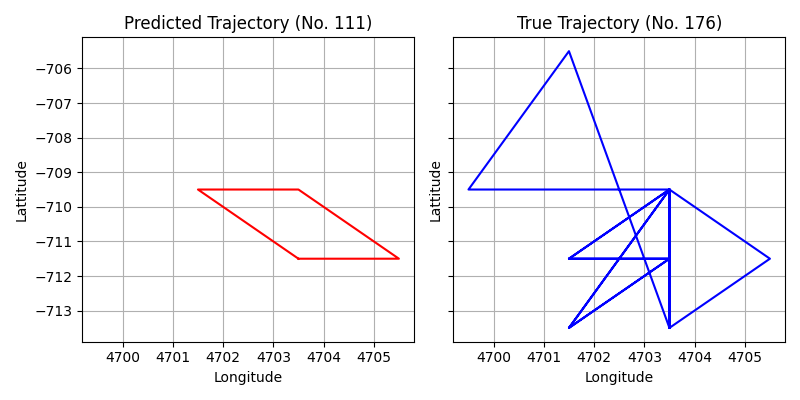 Predicted Trajectory (No. 111)
True Trajectory (No. 176)
−706
−707
−708
−709
−710
−711
−712
−713
Lattitude
Lattitude
4700 4701 4702 4703 4704 4705
4700 4701 4702 4703 4704 4705
Longitude
Longitude